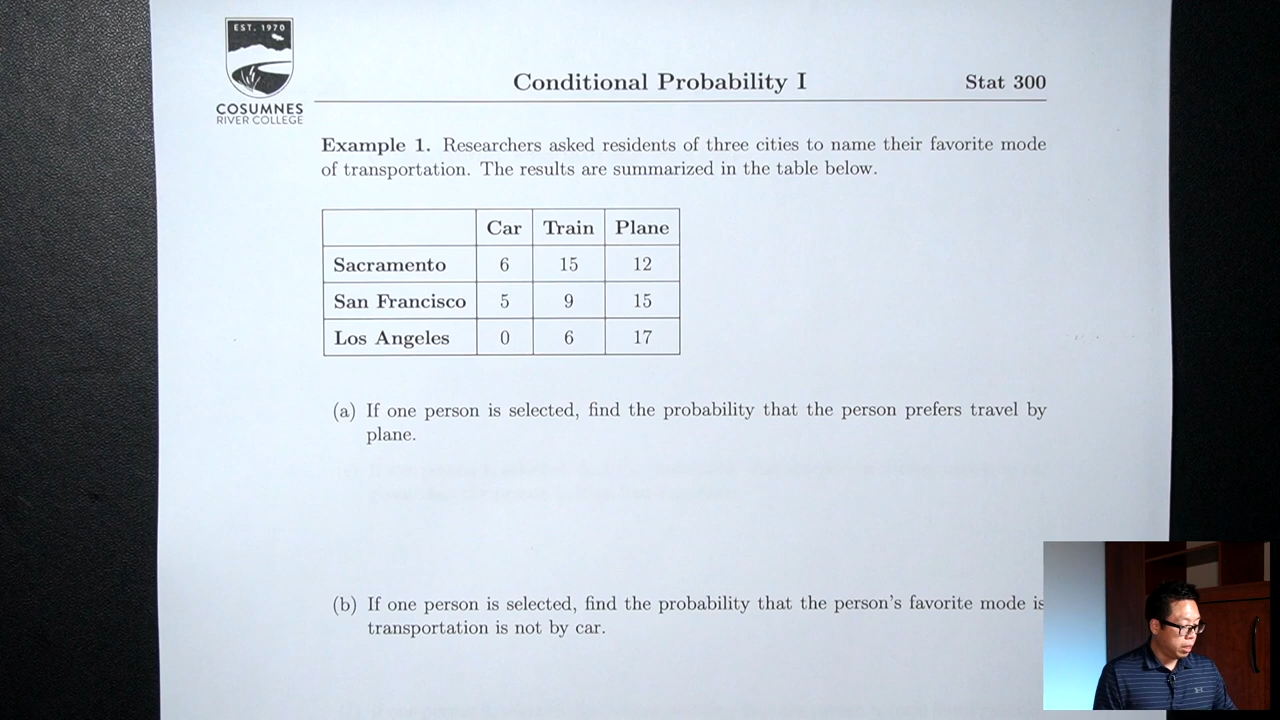 EST. 1970
COSUMNES
RIVER COLLEGE
Conditional Probability I Stat 300
Example 1. Researchers asked residents of three cities to name their favorite mode
of transportation. The results are summarized in the table below.
Car Train Plane
Sacramento 6 15 12
San Francisco 5 9 15
Los Angeles 0 6 17
(a) If one person is selected, find the probability that the person prefers travel by
plane.
(b) If one person is selected, find the probability that the person's favorite mode is
transportation is not by car.